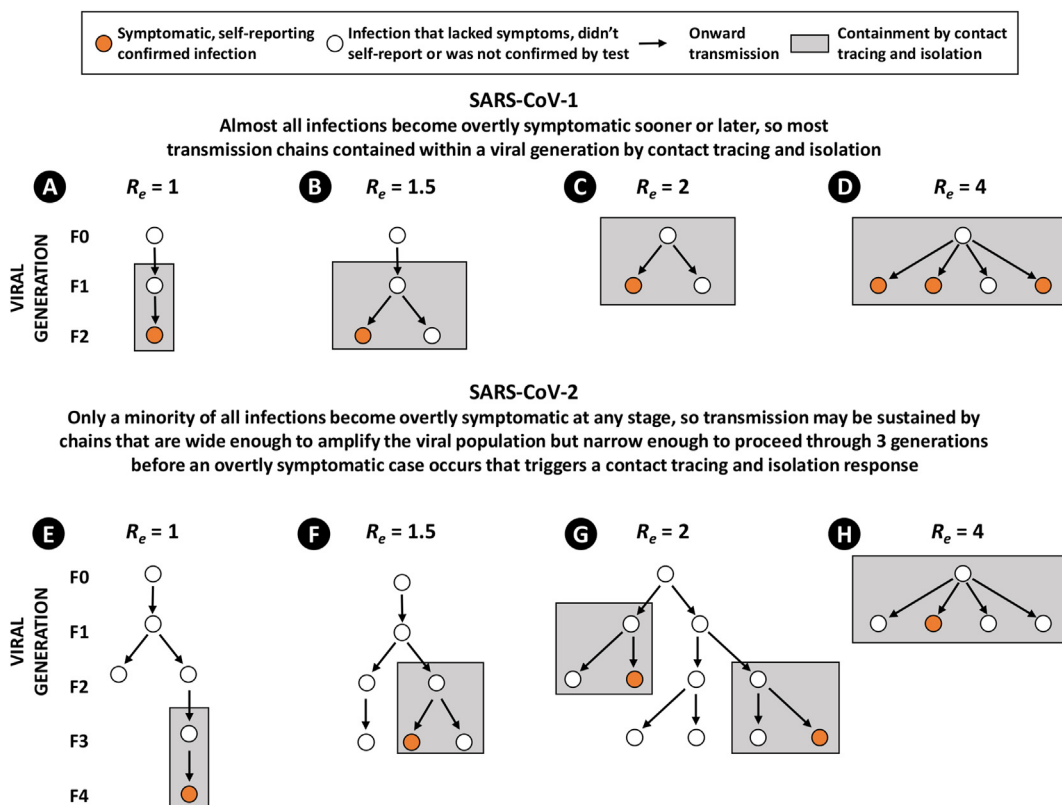 Symptomatic, self-reporting
confirmed infection
Infection that lacked symptoms, didn't
self-report or was not confirmed by test
Onward
transmission
Containment by contact
tracing and isolation
SARS-CoV-1
Almost all infections become overtly symptomatic sooner or later, so most
transmission chains contained within a viral generation by contact tracing and isolation
A Re = 1
B Re = 1.5
C Re = 2
D Re = 4
VIRAL
GENERATION
F0
F1
F2
SARS-CoV-2
Only a minority of all infections become overtly symptomatic at any stage, so transmission may be sustained by
chains that are wide enough to amplify the viral population but narrow enough to proceed through 3 generations
before an overtly symptomatic case occurs that triggers a contact tracing and isolation response
E Re = 1
F Re = 1.5
G Re = 2
H Re = 4
VIRAL
GENERATION
F0
F1
F2
F3
F4